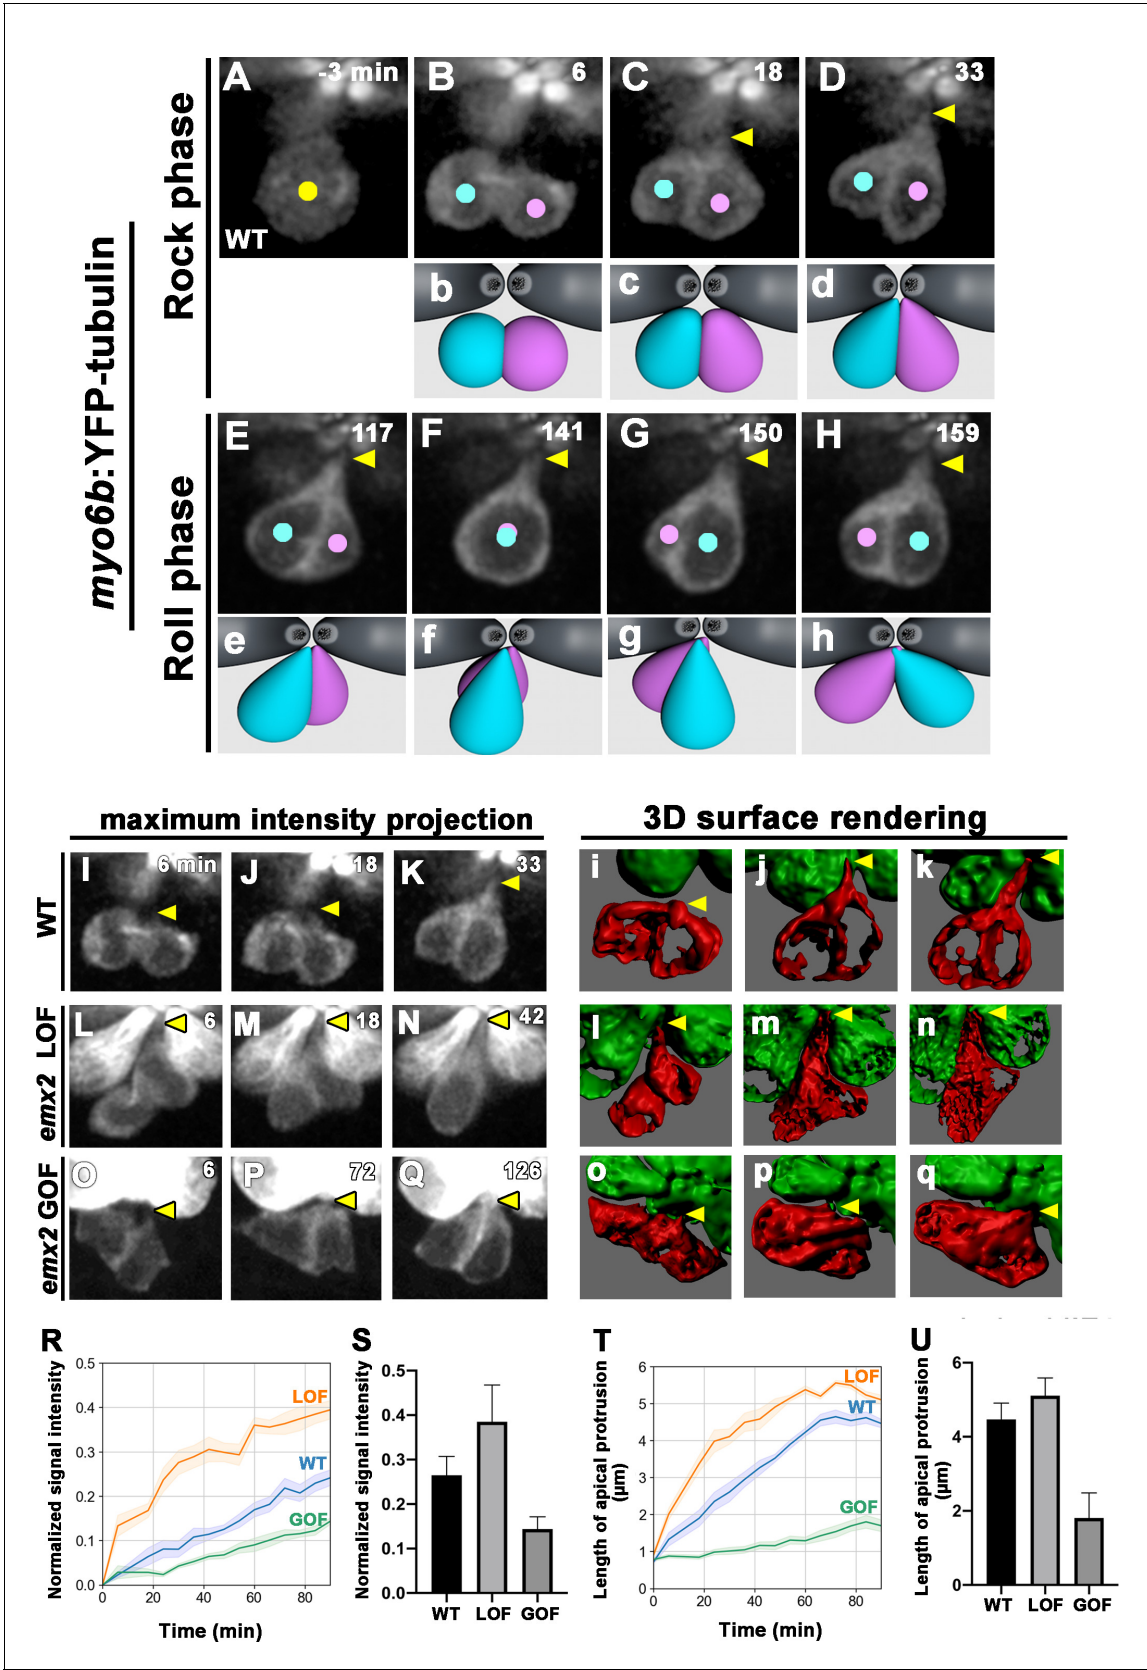 myo6b:YFP-tubulin
Rock phase
A -3 min
WT
B 6
C 18
D 33
b
c
d
Roll phase
E 117
F 141
G 150
H 159
e
f
g
h
maximum intensity projection
3D surface rendering
WT
I 6 min
J 18
K 33
i
j
k
emx2 LOF
L 6
M 18
N 42
l
m
n
emx2 GOF
O 6
P 72
Q 126
o
p
q
R
Normalized signal intensity
0.5
0.4
0.3
0.2
0.1
0.0
LOF
WT
GOF
0 20 40 60 80
Time (min)
S
Normalized signal intensity
0.5
0.4
0.3
0.2
0.1
0.0
WT LOF GOF
T
Length of apical protrusion
(µm)
6
5
4
3
2
1
0
LOF
WT
GOF
0 20 40 60 80
Time (min)
U
Length of apical protrusion
(µm)
6
4
2
0
WT LOF GOF